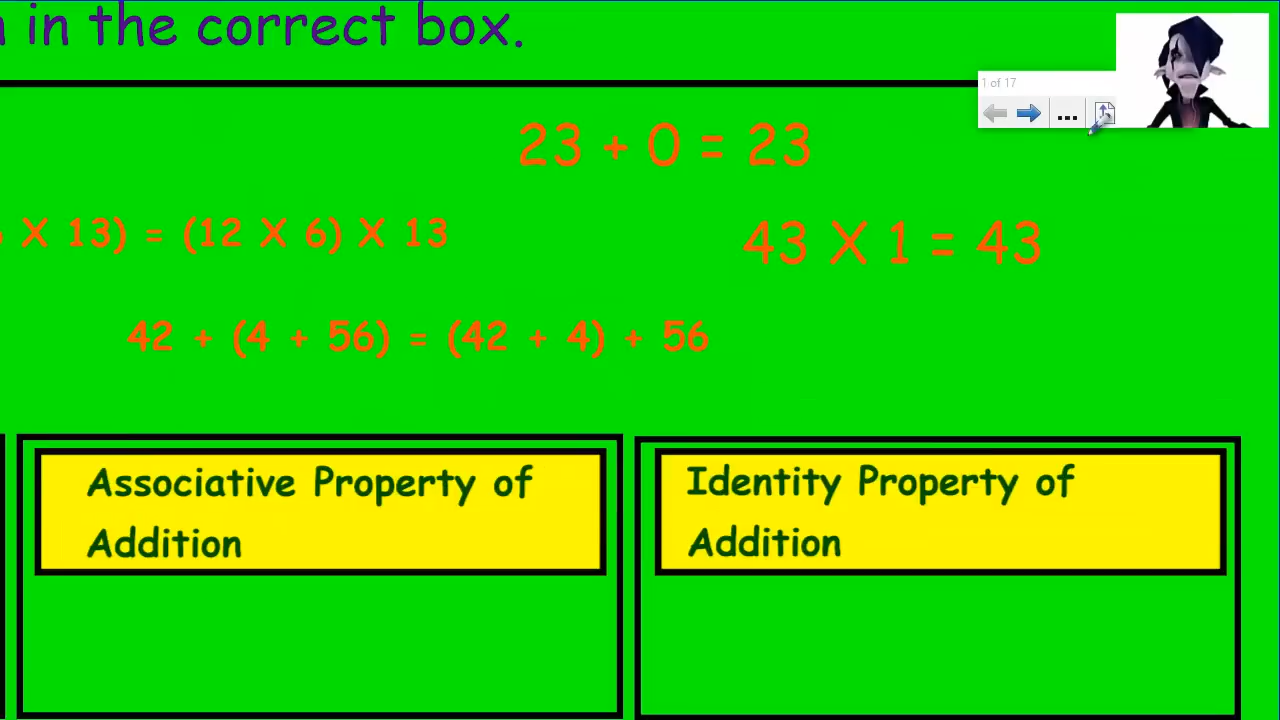 in the correct box.
1 of 17
...
23 + 0 = 23
X 13) = (12 X 6) X 13
43 X 1 = 43
42 + (4 + 56) = (42 + 4) + 56
Associative Property of
Addition
Identity Property of
Addition